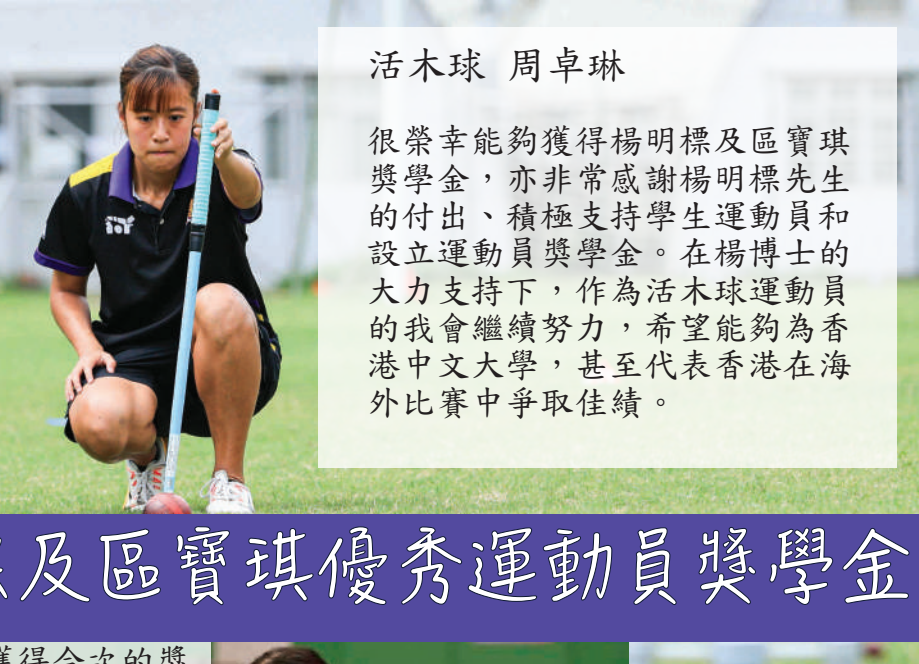 活木球 周卓琳
很榮幸能夠獲得楊明標及區寶琪
獎學金，亦非常感謝楊明標先生
的付出、積極支持學生運動員和
設立運動員獎學金。在楊博士的
大力支持下，作為活木球運動員
的我會繼續努力，希望能夠為香
港中文大學，甚至代表香港在海
外比賽中爭取佳績。
及區寶琪優秀運動員獎學金
獲得今次的獎